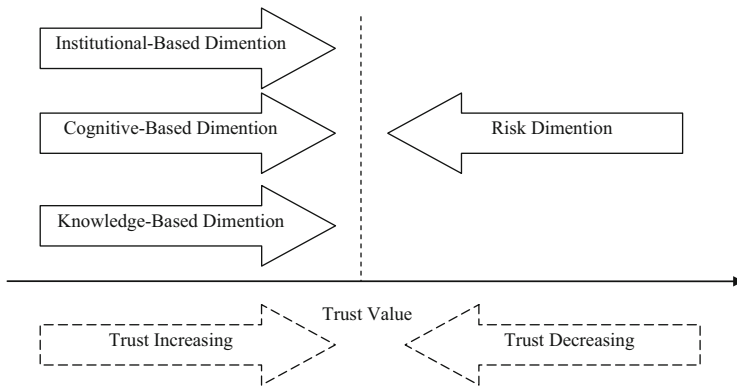 Institutional-Based Dimention
Cognitive-Based Dimention
Risk Dimention
Knowledge-Based Dimention
Trust Value
Trust Increasing
Trust Decreasing